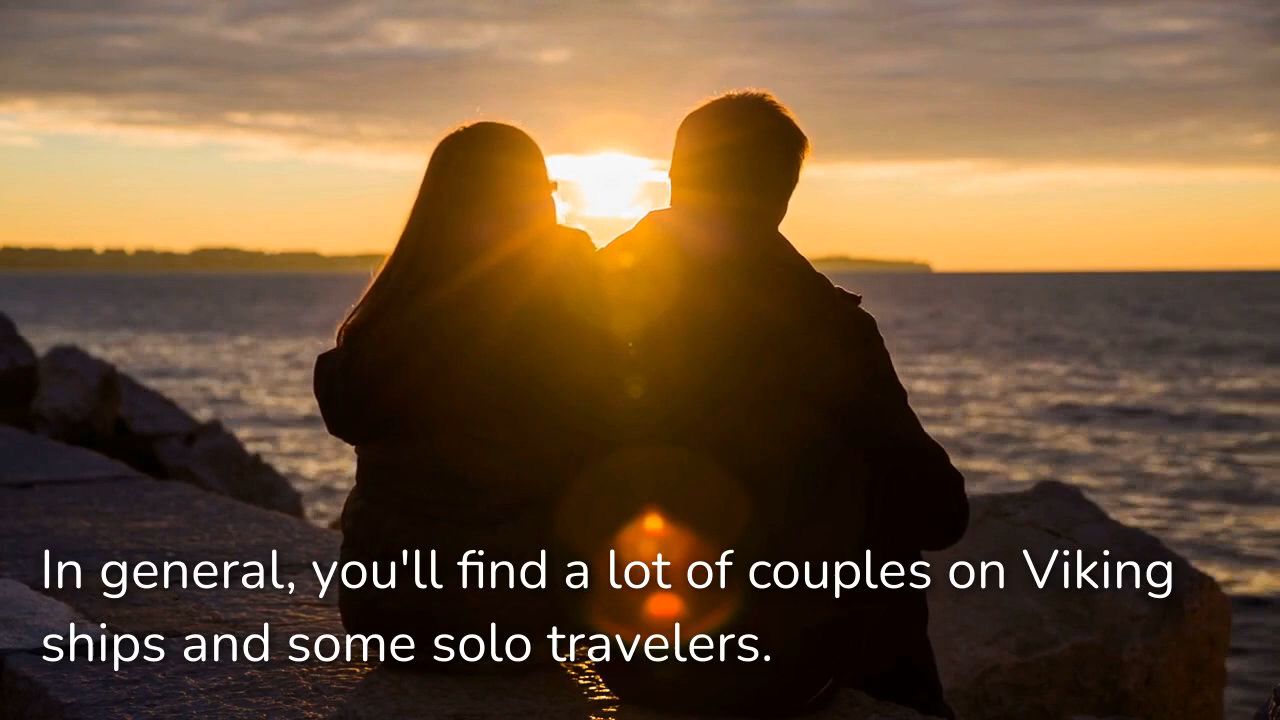 In general, you'll find a lot of couples on Viking
ships and some solo travelers.